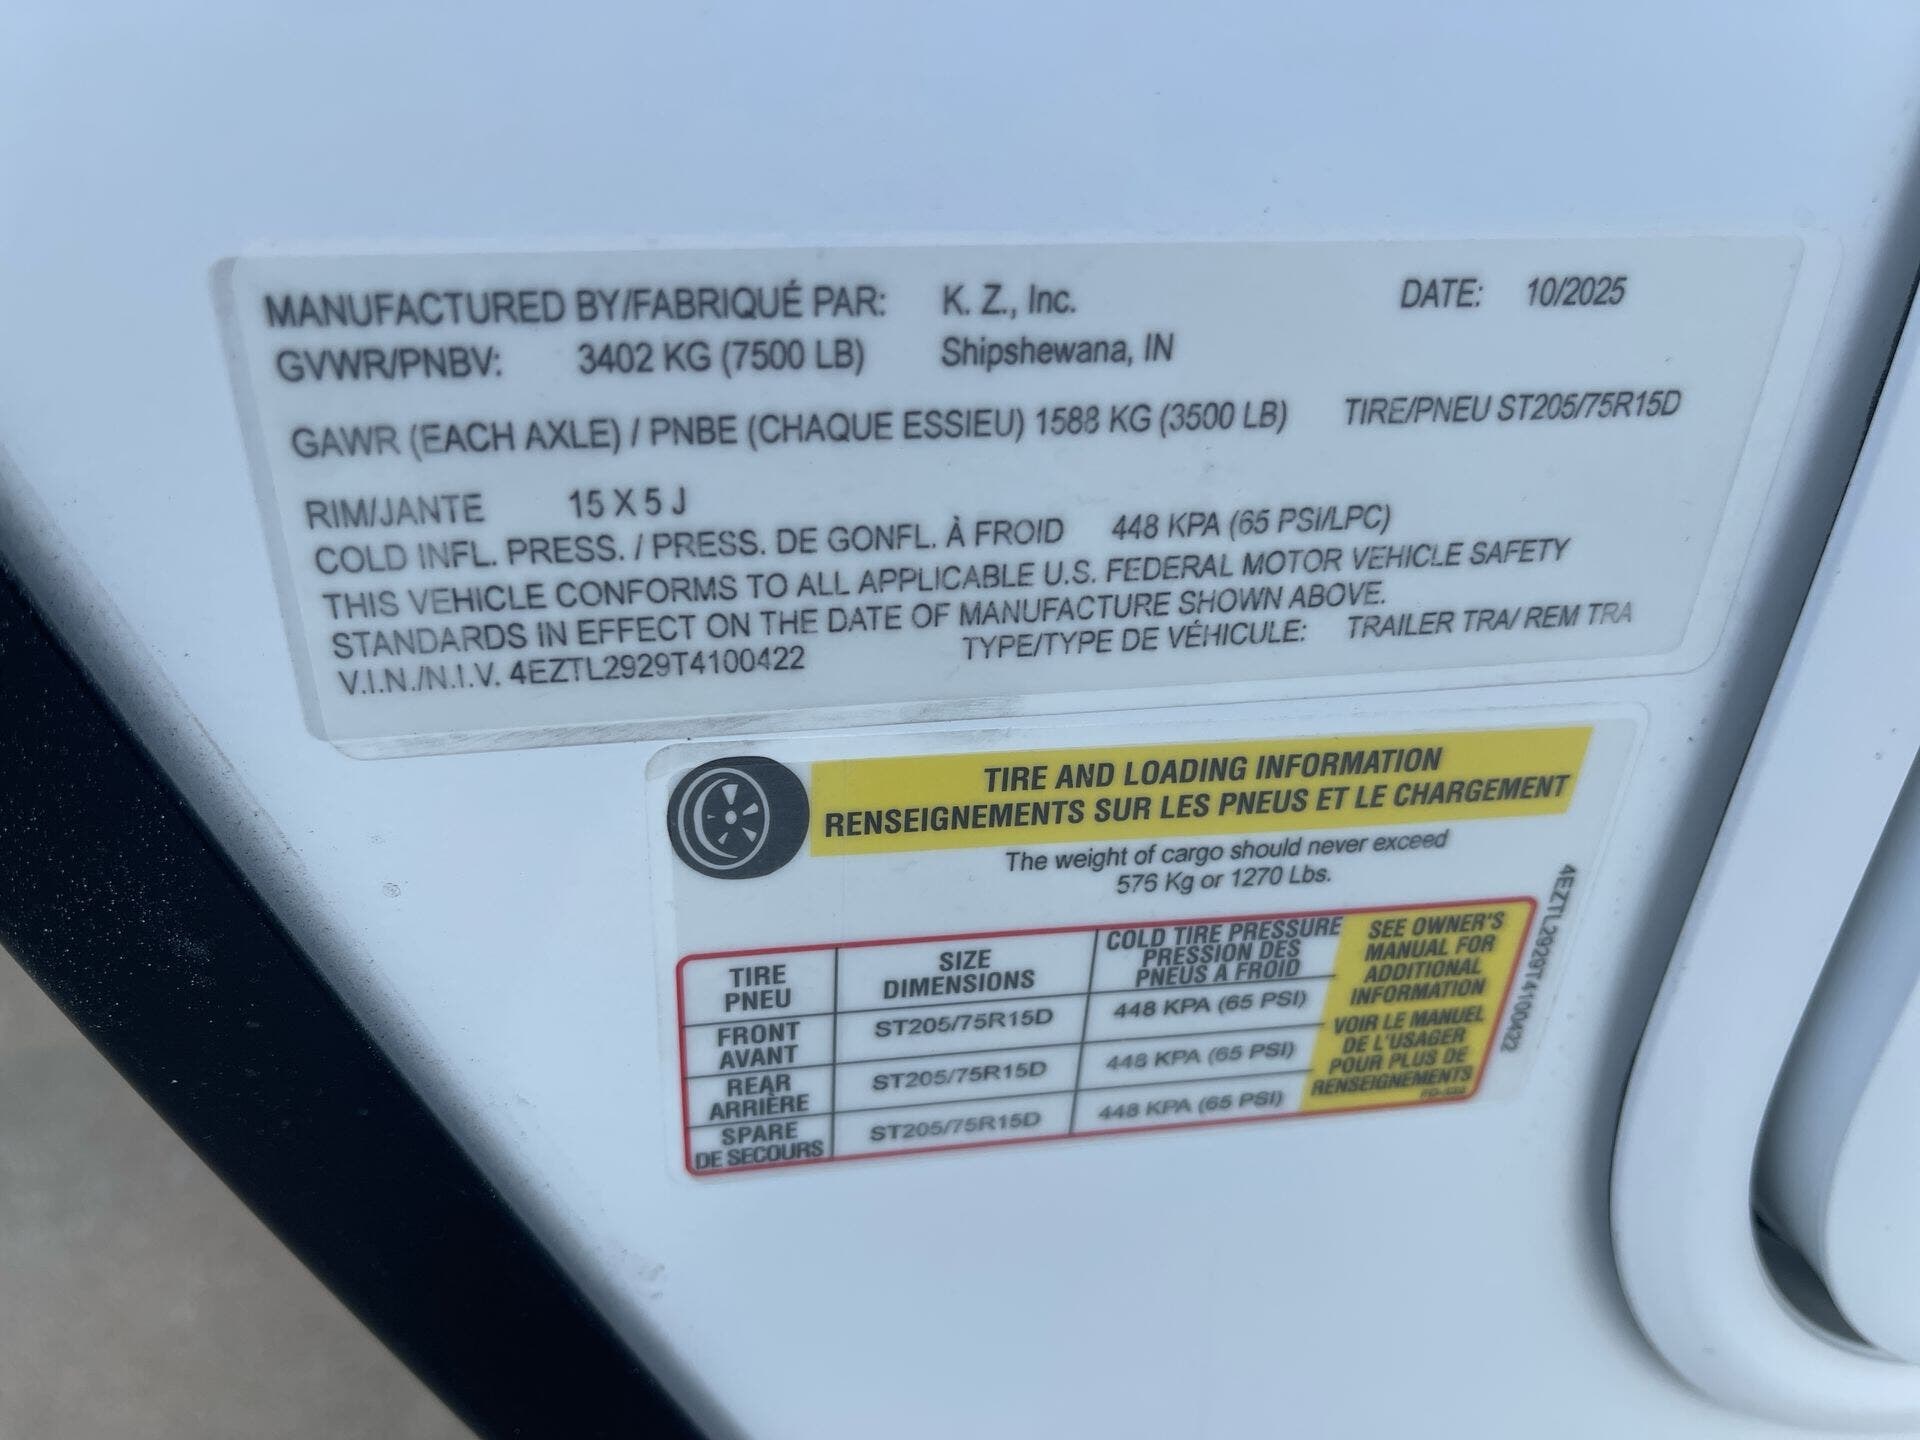 MANUFACTURED BY/FABRIQUÉ PAR: K. Z., Inc. DATE: 10/2025
GVWR/PNBV: 3402 KG (7500 LB) Shipshewana, IN
GAWR (EACH AXLE) / PNBE (CHAQUE ESSIEU) 1588 KG (3500 LB) TIRE/PNEU ST205/75R15D
RIM/JANTE 15 X 5 J
COLD INFL. PRESS. / PRESS. DE GONFL. À FROID 448 KPA (65 PSI/LPC)
THIS VEHICLE CONFORMS TO ALL APPLICABLE U.S. FEDERAL MOTOR VEHICLE SAFETY
STANDARDS IN EFFECT ON THE DATE OF MANUFACTURE SHOWN ABOVE.
V.I.N./N.I.V. 4EZTL2929T4100422 TYPE/TYPE DE VÉHICULE: TRAILER TRA/ REM TRA
TIRE AND LOADING INFORMATION
RENSEIGNEMENTS SUR LES PNEUS ET LE CHARGEMENT
The weight of cargo should never exceed
576 Kg or 1270 Lbs.
TIRE
PNEU
SIZE
DIMENSIONS
COLD TIRE PRESSURE
PRESSION DES
PNEUS A FROID
FRONT
AVANT
ST205/75R15D
448 KPA (65 PSI)
REAR
ARRIÈRE
ST205/75R15D
448 KPA (65 PSI)
SPARE
DE SECOURS
ST205/75R15D
448 KPA (65 PSI)
SEE OWNER'S
MANUAL FOR
ADDITIONAL
INFORMATION
VOIR LE MANUEL
DE L'USAGER
POUR PLUS DE
RENSEIGNEMENTS
4EZTL2929T4100422